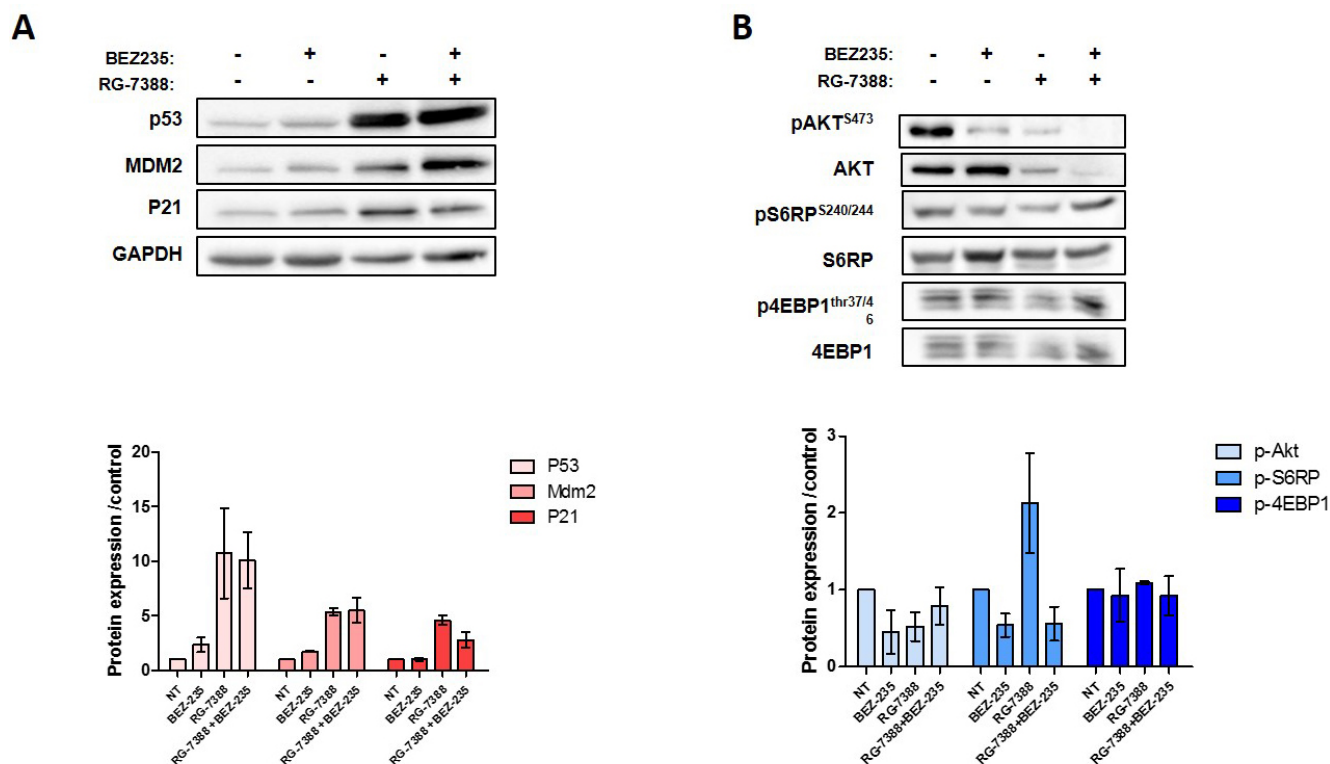 A
BEZ235: - + - +
RG-7388: - - + +
p53
MDM2
P21
GAPDH
Protein expression /control
20
15
10
5
0
P53
Mdm2
P21
NT
BEZ-235
RG-7388
RG-7388+BEZ-235
NT
BEZ-235
RG-7388
RG-7388+BEZ-235
NT
BEZ-235
RG-7388
RG-7388+BEZ-235
B
BEZ235: - + - +
RG-7388: - - + +
pAKTS473
AKT
pS6RPS240/244
S6RP
p4EBP1thr37/4
6
4EBP1
Protein expression /control
3
2
1
0
p-Akt
p-S6RP
p-4EBP1
NT
BEZ-235
RG-7388
RG-7388+BEZ-235
NT
BEZ-235
RG-7388
RG-7388+BEZ-235
NT
BEZ-235
RG-7388
RG-7388+BEZ-235